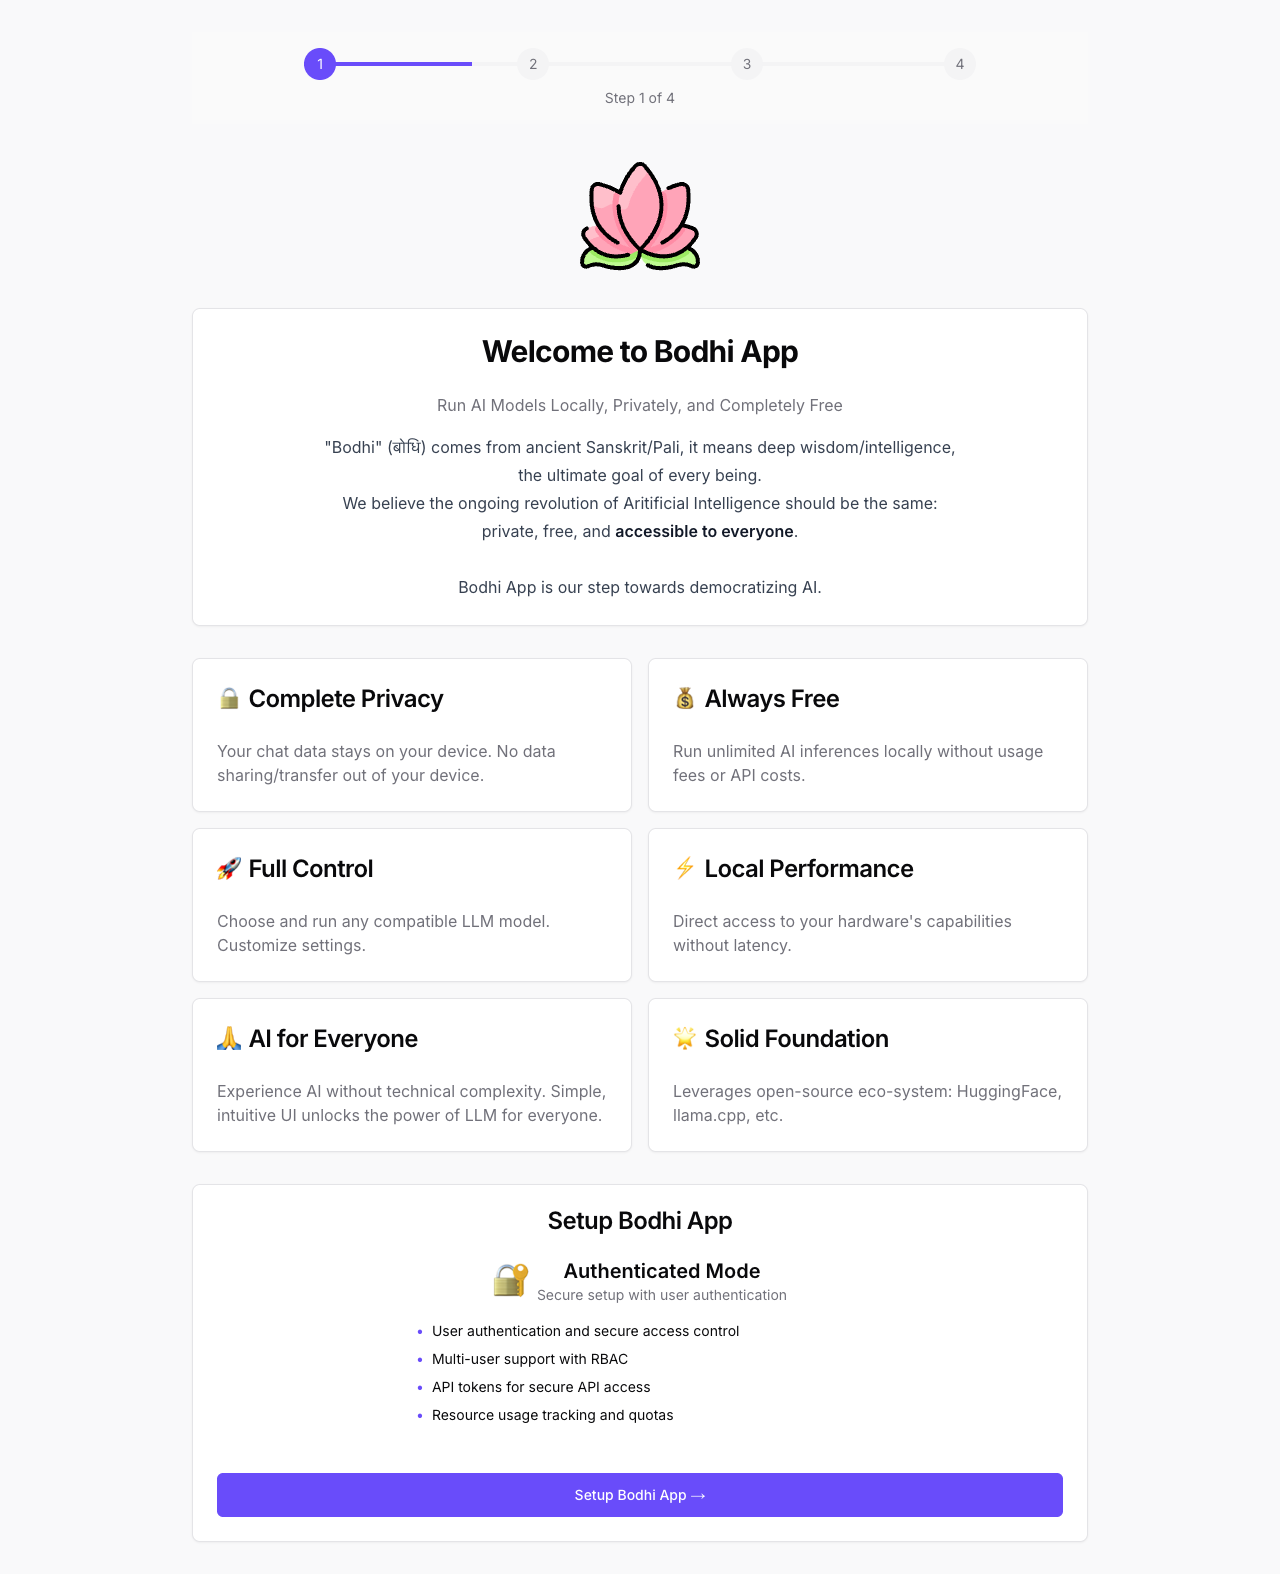 1
2
3
4
Step 1 of 4
Welcome to Bodhi App
Run AI Models Locally, Privately, and Completely Free
"Bodhi" (बोधि) comes from ancient Sanskrit/Pali, it means deep wisdom/intelligence,
the ultimate goal of every being.
We believe the ongoing revolution of Aritificial Intelligence should be the same:
private, free, and accessible to everyone.
Bodhi App is our step towards democratizing AI.
Complete Privacy
Your chat data stays on your device. No data
sharing/transfer out of your device.
Always Free
Run unlimited AI inferences locally without usage
fees or API costs.
Full Control
Choose and run any compatible LLM model.
Customize settings.
Local Performance
Direct access to your hardware's capabilities
without latency.
AI for Everyone
Experience AI without technical complexity. Simple,
intuitive UI unlocks the power of LLM for everyone.
Solid Foundation
Leverages open-source eco-system: HuggingFace,
llama.cpp, etc.
Setup Bodhi App
Authenticated Mode
Secure setup with user authentication
• User authentication and secure access control
• Multi-user support with RBAC
• API tokens for secure API access
• Resource usage tracking and quotas
Setup Bodhi App →